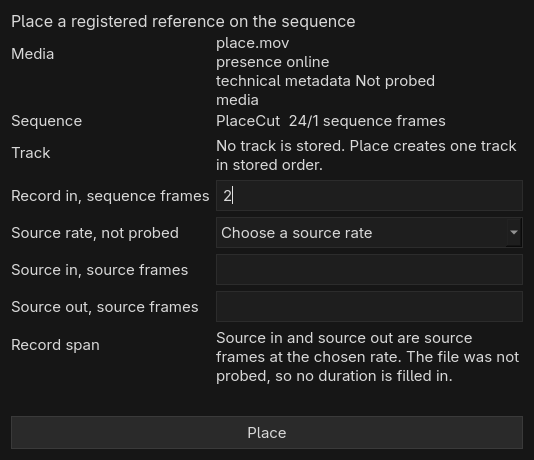 Place a registered reference on the sequence
Media
place.mov
presence online
technical metadata Not probed
media
Sequence
PlaceCut  24/1 sequence frames
Track
No track is stored. Place creates one track
in stored order.
Record in, sequence frames
2
Source rate, not probed
Choose a source rate
Source in, source frames
Source out, source frames
Record span
Source in and source out are source
frames at the chosen rate. The file was not
probed, so no duration is filled in.
Place